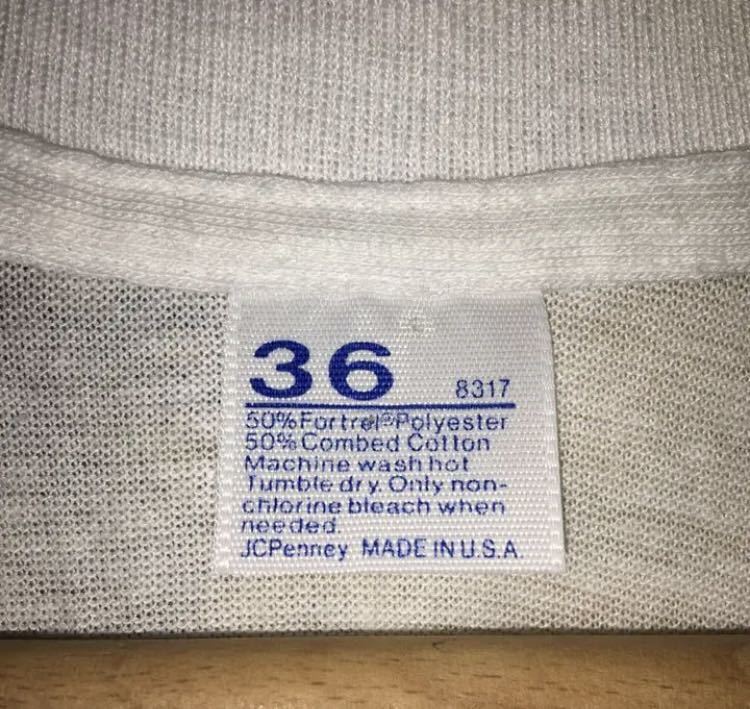 36 8317
50% Fortrel® Polyester
50% Combed Cotton
Machine wash hot
Tumble dry. Only non-
chlorine bleach when
needed
JCPenney MADE IN U.S.A.